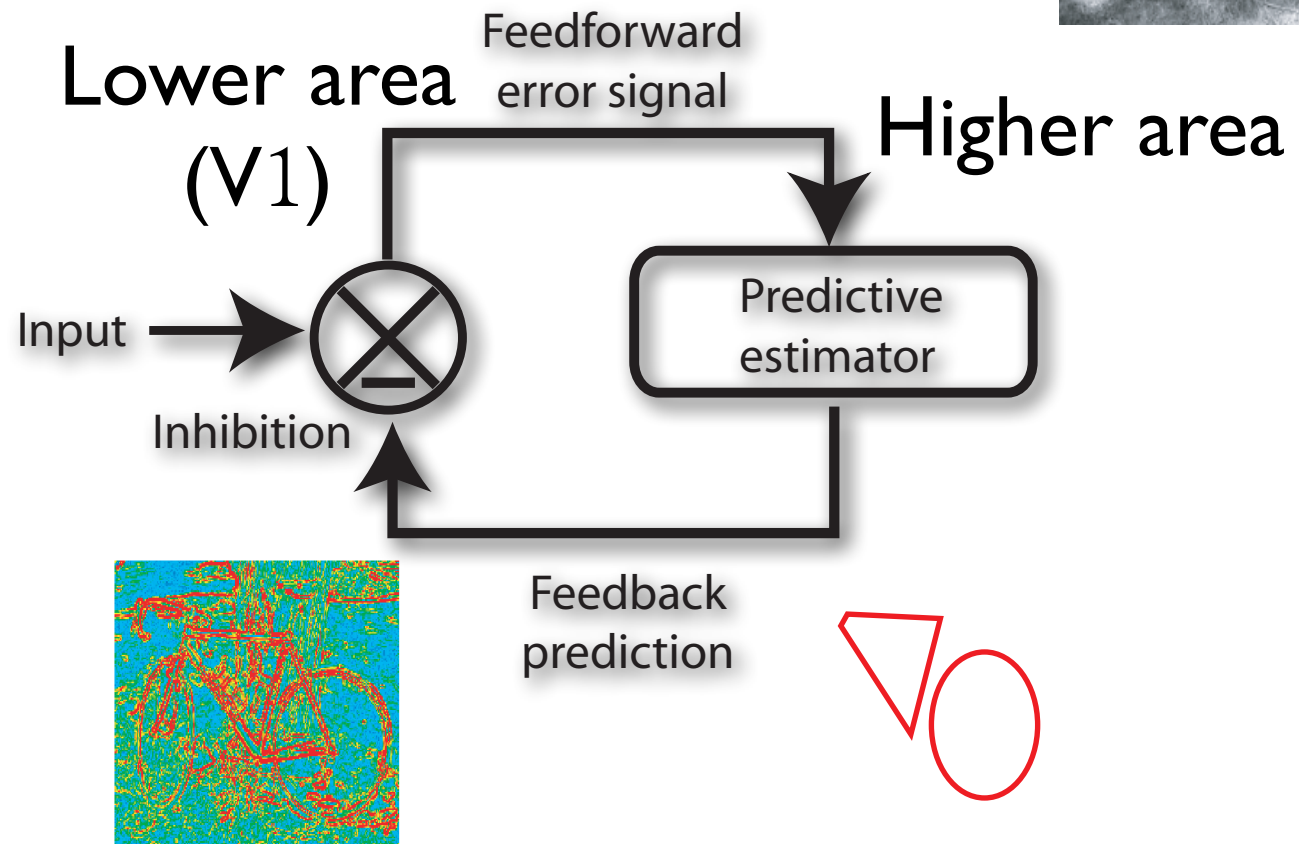 Feedforward
error signal
Lower area
(V1)
Higher area
Input
Predictive
estimator
Inhibition
Feedback
prediction